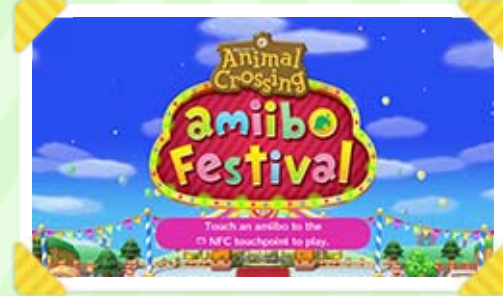 Animal
Crossing
amiibo
Festival
Touch an amiibo to the
NFC touchpoint to play.